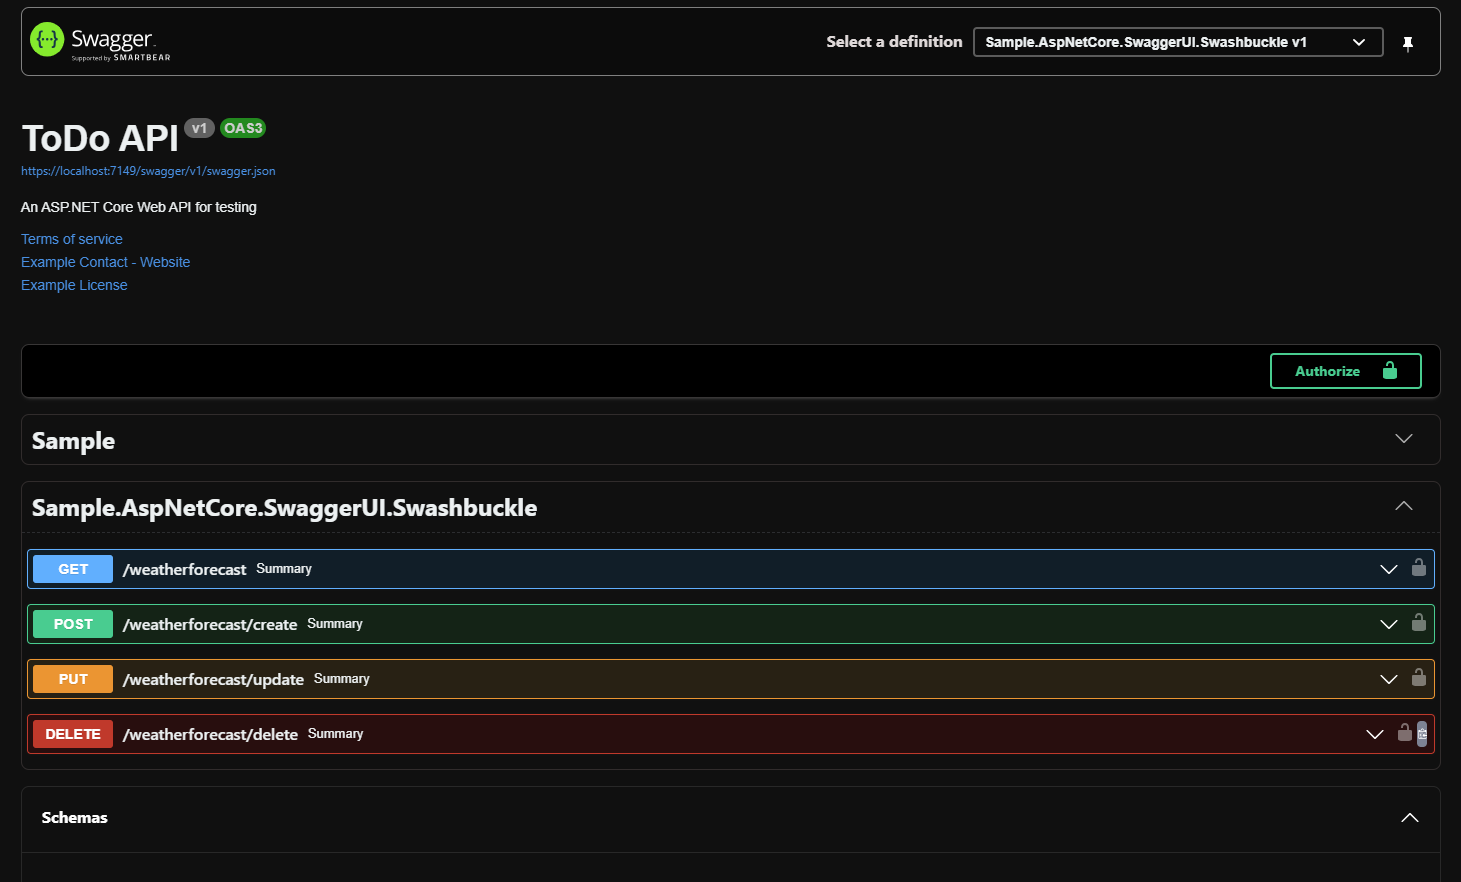 Swagger
Supported by SMARTBEAR
Select a definition
Sample.AspNetCore.SwaggerUI.Swashbuckle v1
ToDo API v1 OAS3
https://localhost:7149/swagger/v1/swagger.json
An ASP.NET Core Web API for testing
Terms of service
Example Contact - Website
Example License
Authorize
Sample
Sample.AspNetCore.SwaggerUI.Swashbuckle
GET /weatherforecast Summary
POST /weatherforecast/create Summary
PUT /weatherforecast/update Summary
DELETE /weatherforecast/delete Summary
Schemas